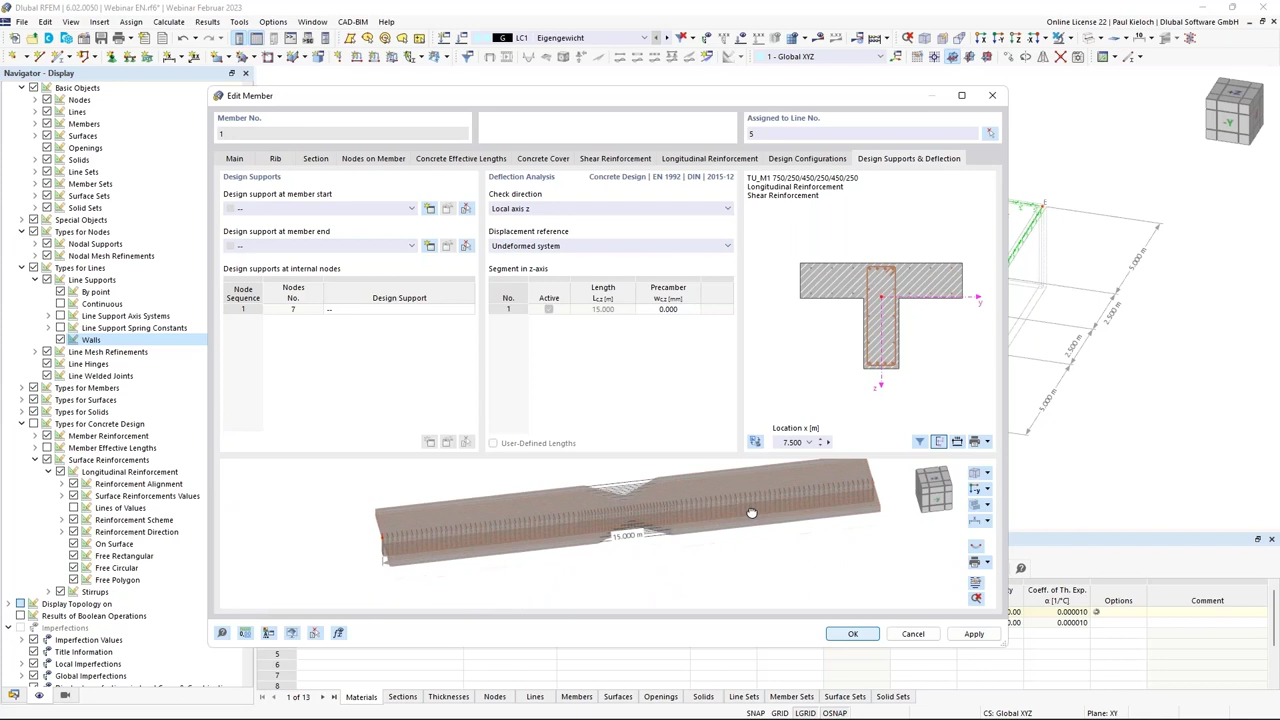 Dlubal RFEM | 6.02.0050 | Webinar EN.rf6* | Webinar Februar 2023
File Edit View Insert Assign Calculate Results Tools Options Window CAD-BIM Help
Online License 22 | Paul Kieloch | Dlubal Software GmbH
G LC1 Eigengewicht
1 - Global XYZ
Navigator - Display
Basic Objects
Nodes
Lines
Members
Surfaces
Openings
Solids
Line Sets
Member Sets
Surface Sets
Solid Sets
Special Objects
Types for Nodes
Nodal Supports
Nodal Mesh Refinements
Types for Lines
Line Supports
By point
Continuous
Line Support Axis Systems
Line Support Spring Constants
Walls
Line Mesh Refinements
Line Hinges
Line Welded Joints
Types for Members
Types for Surfaces
Types for Solids
Types for Concrete Design
Member Reinforcement
Member Effective Lengths
Surface Reinforcements
Longitudinal Reinforcement
Reinforcement Alignment
Surface Reinforcements Values
Lines of Values
Reinforcement Scheme
Reinforcement Direction
On Surface
Free Rectangular
Free Circular
Free Polygon
Stirrups
Display Topology on
Results of Boolean Operations
Imperfections
Imperfection Values
Title Information
Local Imperfections
Global Imperfections
Edit Member
Member No.
1
Assigned to Line No.
5
Main Rib Section Nodes on Member Concrete Effective Lengths Concrete Cover Shear Reinforcement Longitudinal Reinforcement Design Configurations Design Supports & Deflection
Design Supports
Design support at member start
--
Design support at member end
--
Design supports at internal nodes
Node Sequence Nodes No. Design Support
1 7 --
Deflection Analysis Concrete Design | EN 1992 | DIN | 2015-12
Check direction
Local axis z
Displacement reference
Undeformed system
Segment in z-axis
No. Active Length Lc,z [m] Precamber wc,z [mm]
1 15.000 0.000
User-Defined Lengths
TU_M1 750/250/450/250/450/250
Longitudinal Reinforcement
Shear Reinforcement
y
z
Location x [m]
7.500
15.000 m
OK Cancel Apply
+Z
-Y
5.000 m
2.500 m
2.500 m
5.000 m
Coeff. of Th. Exp.
α [1/°C] Options Comment
0.000010
0.000010
5
6
7
8
1 of 13 Materials Sections Thicknesses Nodes Lines Members Surfaces Openings Solids Line Sets Member Sets Surface Sets Solid Sets
SNAP GRID LGRID OSNAP CS: Global XYZ Plane: XY